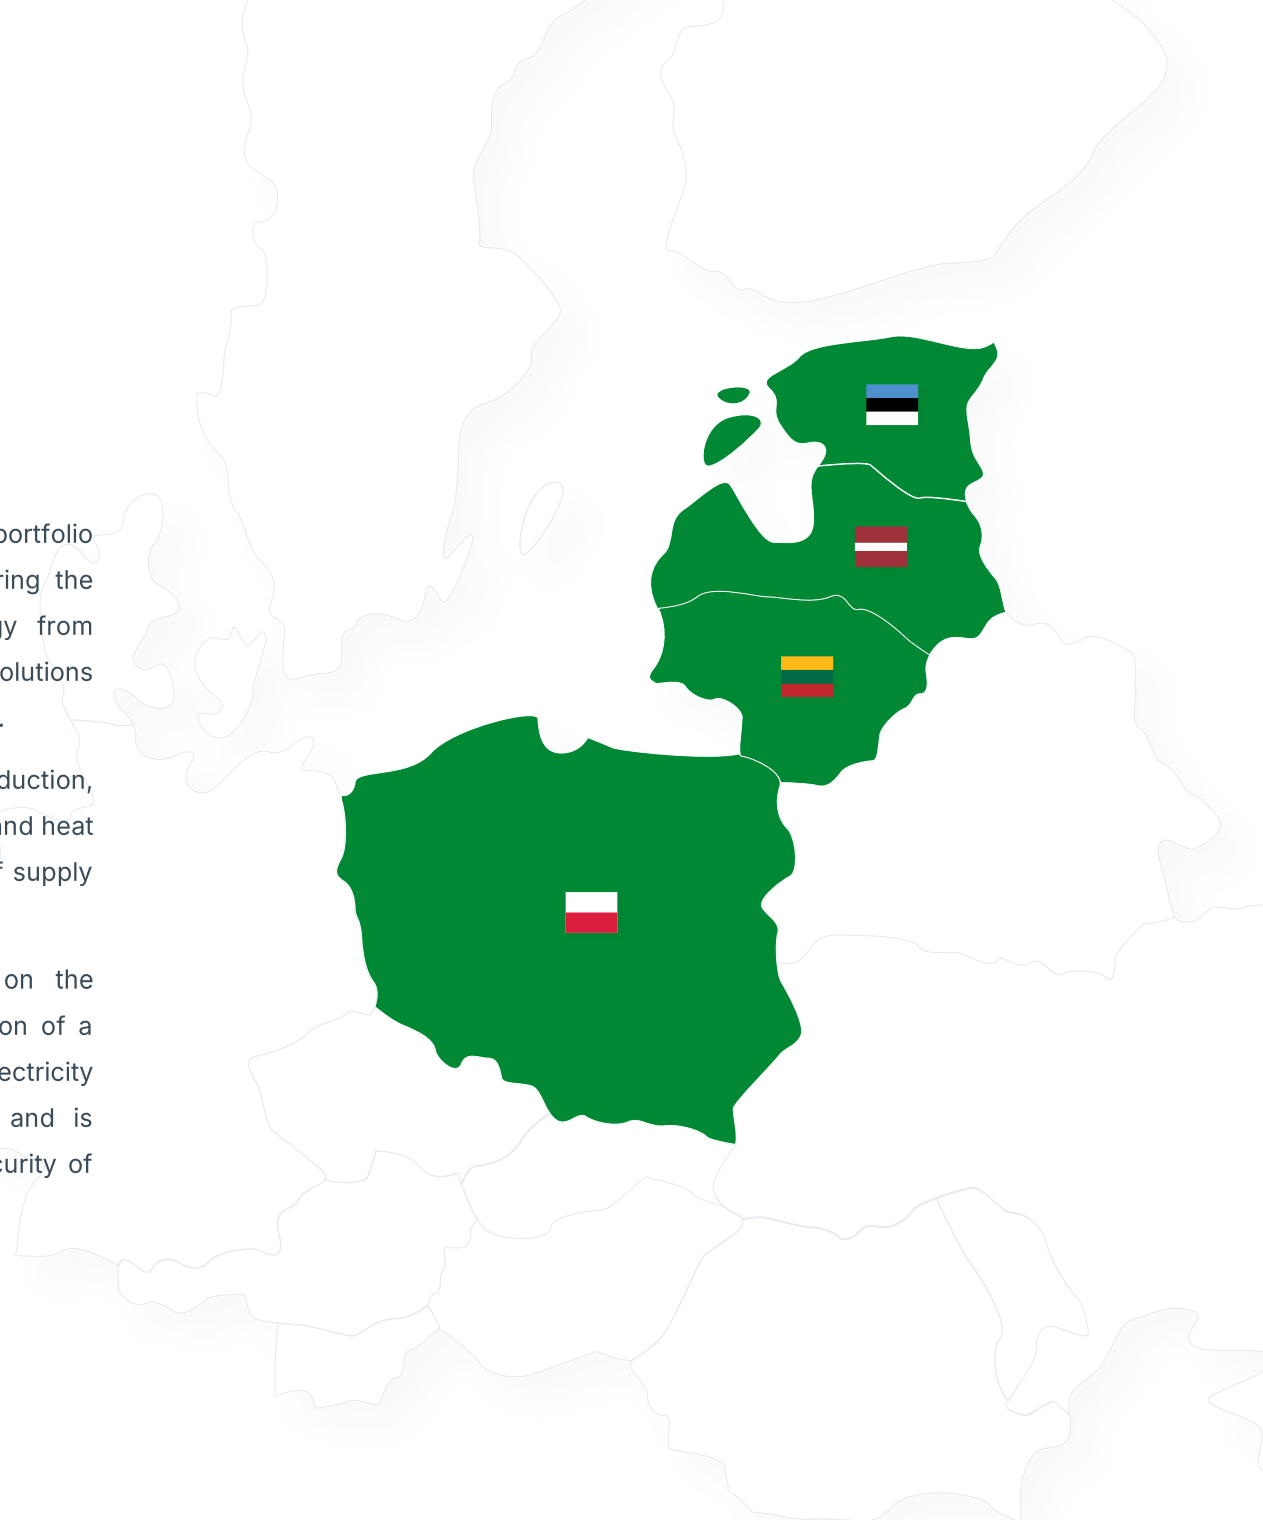 portfolio
ring the
gy from
olutions
.
duction,
and heat
f supply
on the
on of a
ectricity
and is
curity of